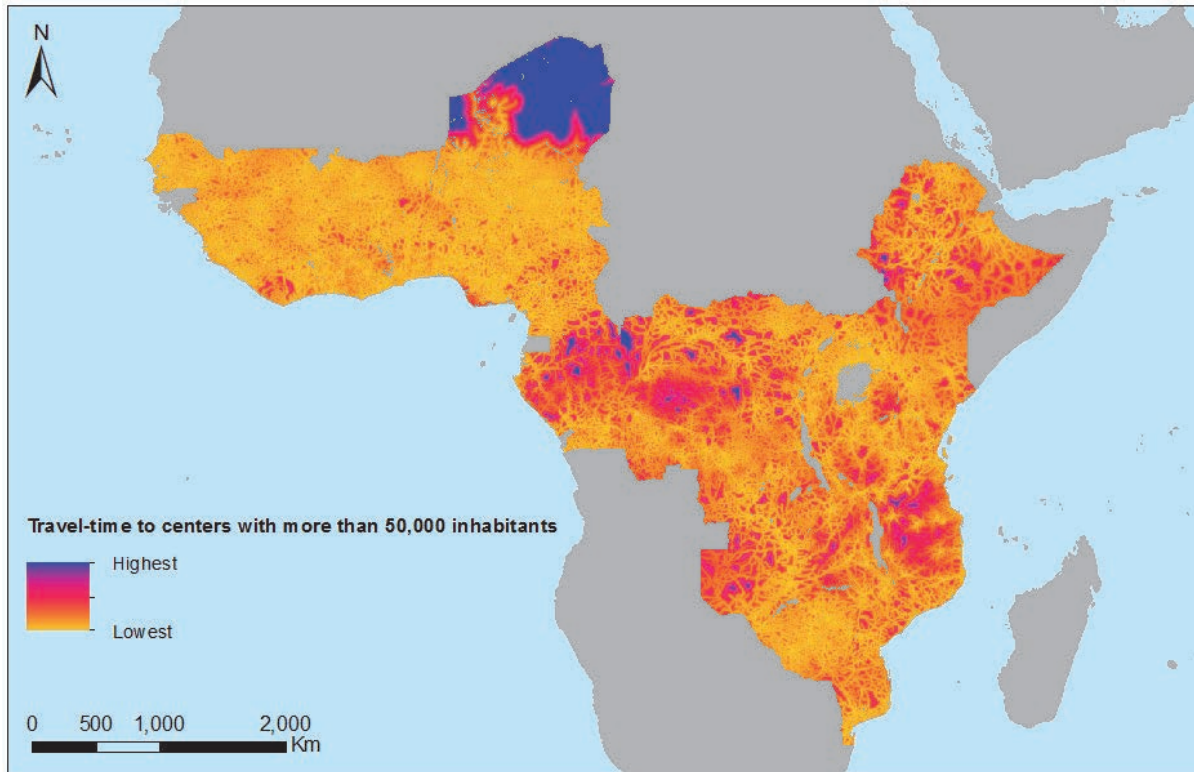 N
Travel-time to centers with more than 50,000 inhabitants
Highest
Lowest
0 500 1,000 2,000
Km